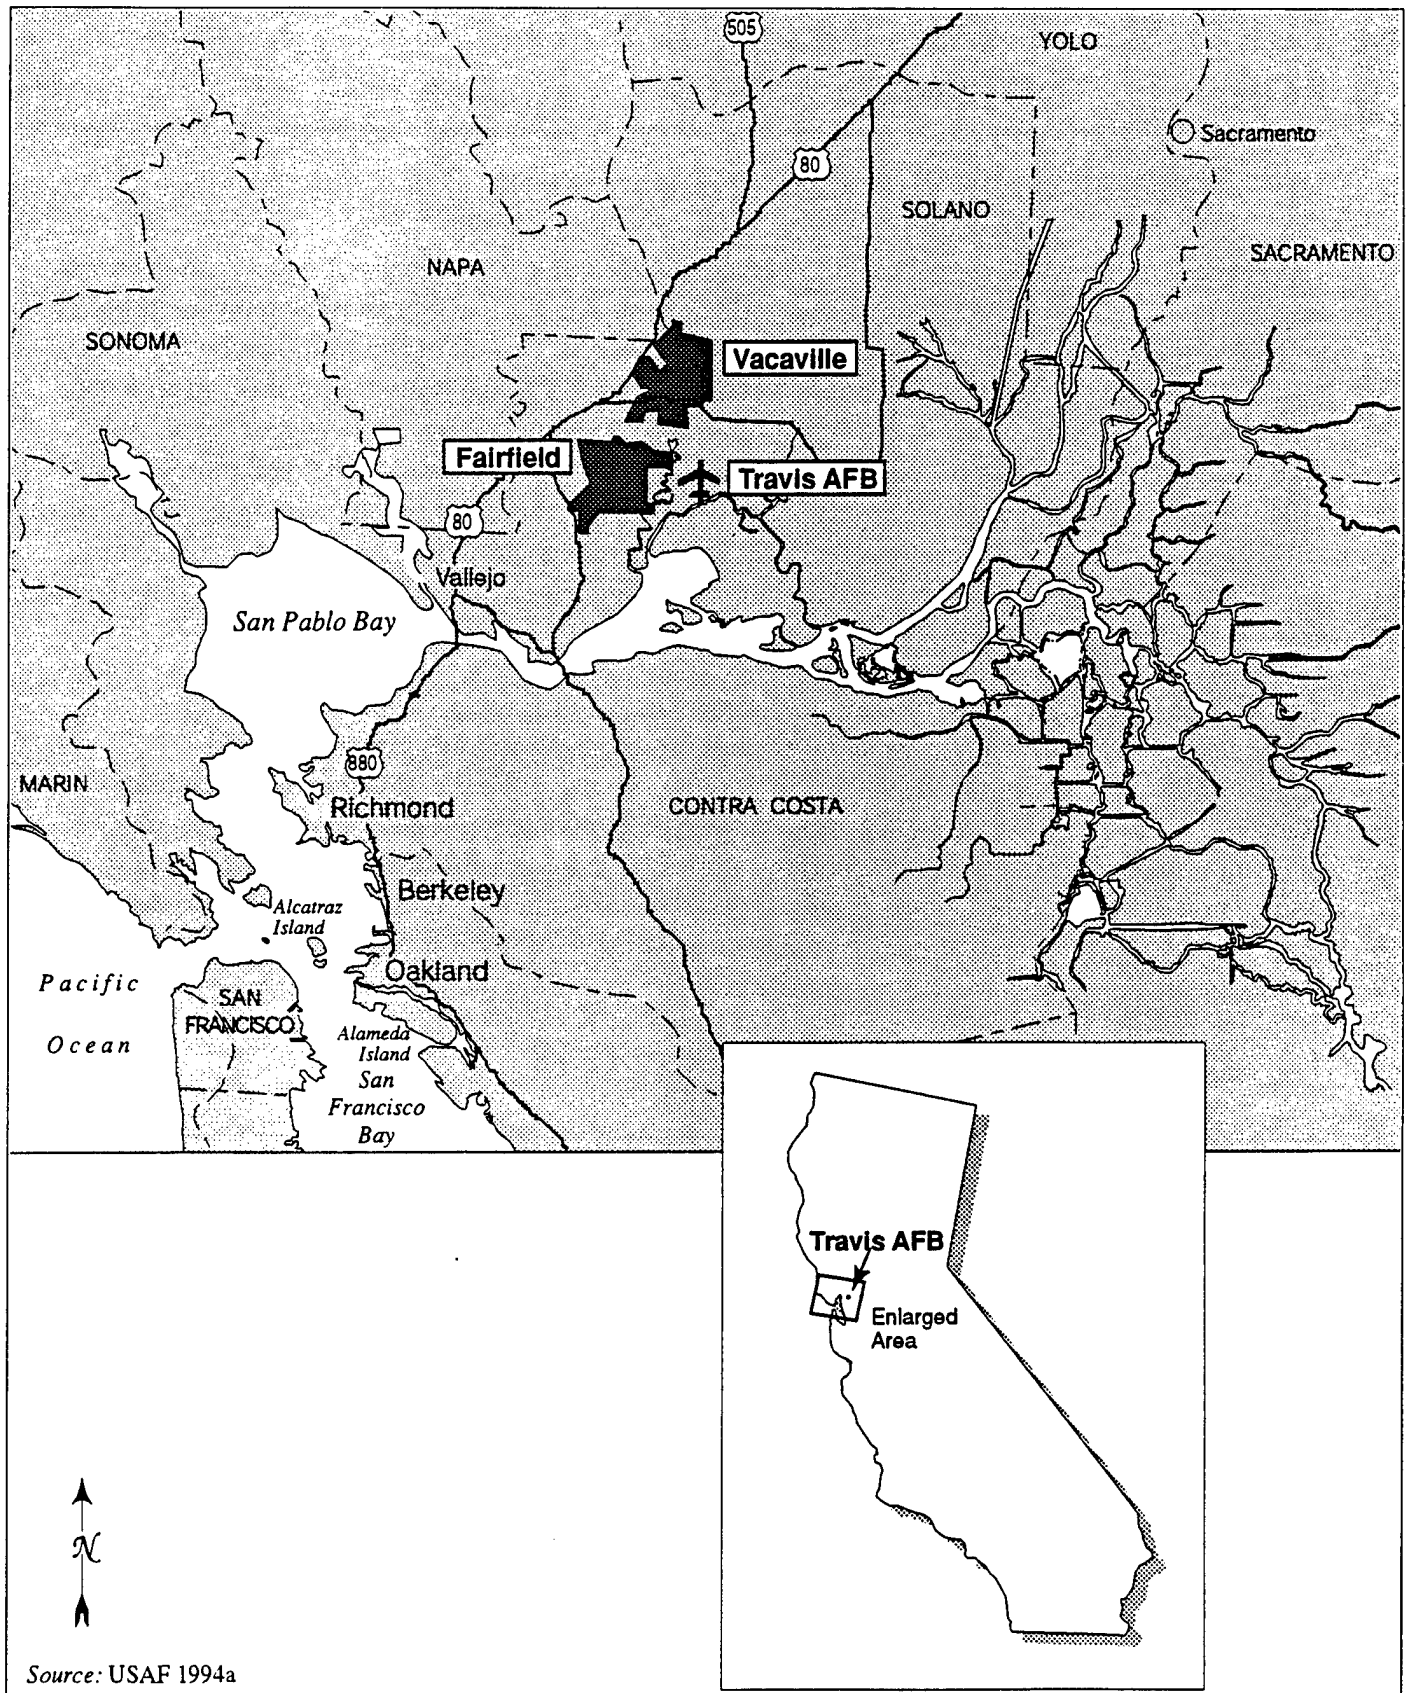 505
YOLO
Sacramento
80
SOLANO
SACRAMENTO
NAPA
SONOMA
Vacaville
Fairfield
Travis AFB
80
Vallejo
San Pablo Bay
MARIN
880
Richmond
CONTRA COSTA
Berkeley
Alcatraz
Island
Oakland
Pacific
Ocean
SAN
FRANCISCO
Alameda
Island
San
Francisco
Bay
Travis AFB
Enlarged
Area
N
Source: USAF 1994a